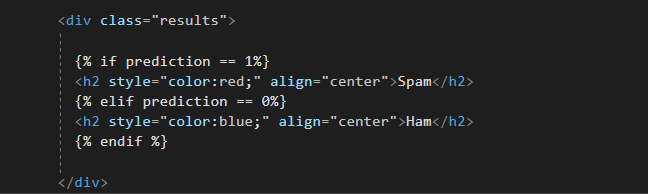 <div class="results">
{% if prediction == 1%}
<h2 style="color:red;" align="center">Spam</h2>
{% elif prediction == 0%}
<h2 style="color:blue;" align="center">Ham</h2>
{% endif %}
</div>